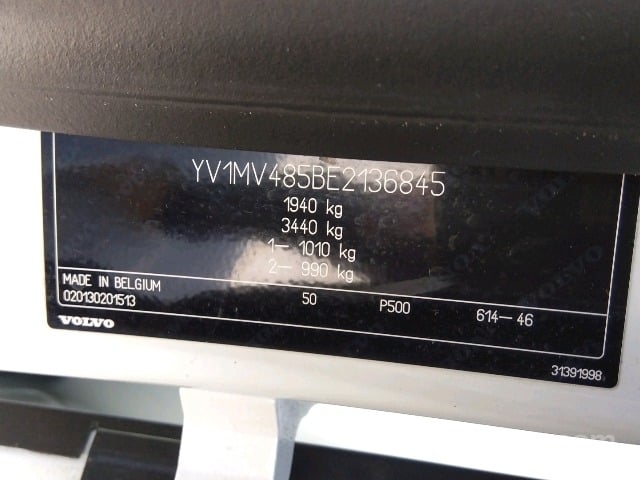 YV1MV485BE2136845
1940 kg
3440 kg
1- 1010 kg
2- 990 kg
MADE IN BELGIUM
020130201513 50 P500 614-46
VOLVO
31391998